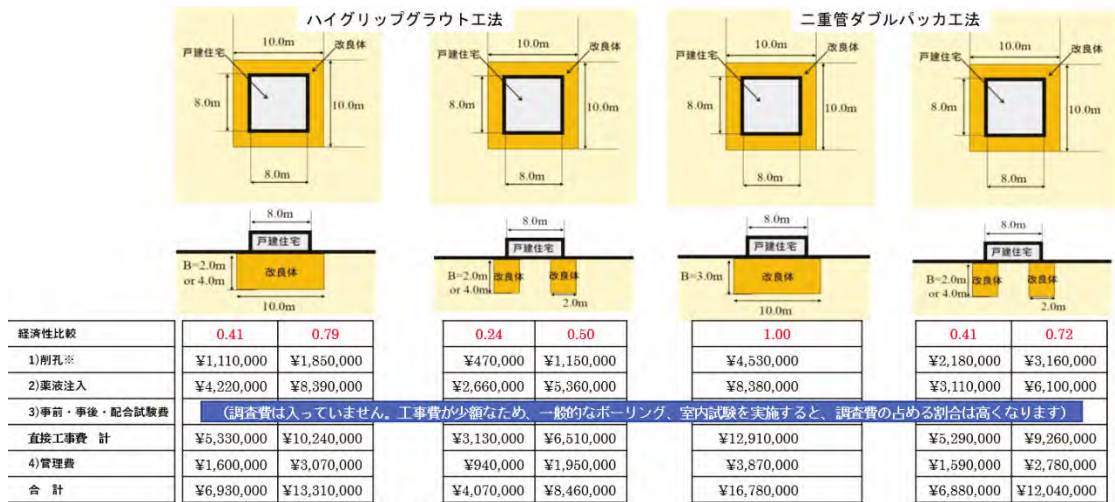 ハイグリップグラウト工法 二重管ダブルパッカ工法
10.0m
戸建住宅
改良体
8.0m
10.0m
8.0m
10.0m
戸建住宅
改良体
8.0m
10.0m
8.0m
10.0m
戸建住宅
改良体
8.0m
10.0m
8.0m
10.0m
戸建住宅
改良体
8.0m
10.0m
8.0m
8.0m
戸建住宅
B=2.0m
or 4.0m
改良体
10.0m
8.0m
戸建住宅
B=2.0m
or 4.0m
改良体 改良体
2.0m
8.0m
戸建住宅
B=3.0m
改良体
10.0m
8.0m
戸建住宅
B=2.0m
or 4.0m
改良体 改良体
2.0m
経済性比較 0.41 0.79 0.24 0.50 1.00 0.41 0.72
1)削孔※ ¥1,110,000 ¥1,850,000 ¥470,000 ¥1,150,000 ¥4,530,000 ¥2,180,000 ¥3,160,000
2)薬液注入 ¥4,220,000 ¥8,390,000 ¥2,660,000 ¥5,360,000 ¥8,380,000 ¥3,110,000 ¥6,100,000
3)事前・事後・配合試験費 (調査費は入っていません。工事費が少額なため、一般的なボーリング、室内試験を実施すると、調査費の占める割合は高くなります)
直接工事費 計 ¥5,330,000 ¥10,240,000 ¥3,130,000 ¥6,510,000 ¥12,910,000 ¥5,290,000 ¥9,260,000
4)管理費 ¥1,600,000 ¥3,070,000 ¥940,000 ¥1,950,000 ¥3,870,000 ¥1,590,000 ¥2,780,000
合 計 ¥6,930,000 ¥13,310,000 ¥4,070,000 ¥8,460,000 ¥16,780,000 ¥6,880,000 ¥12,040,000